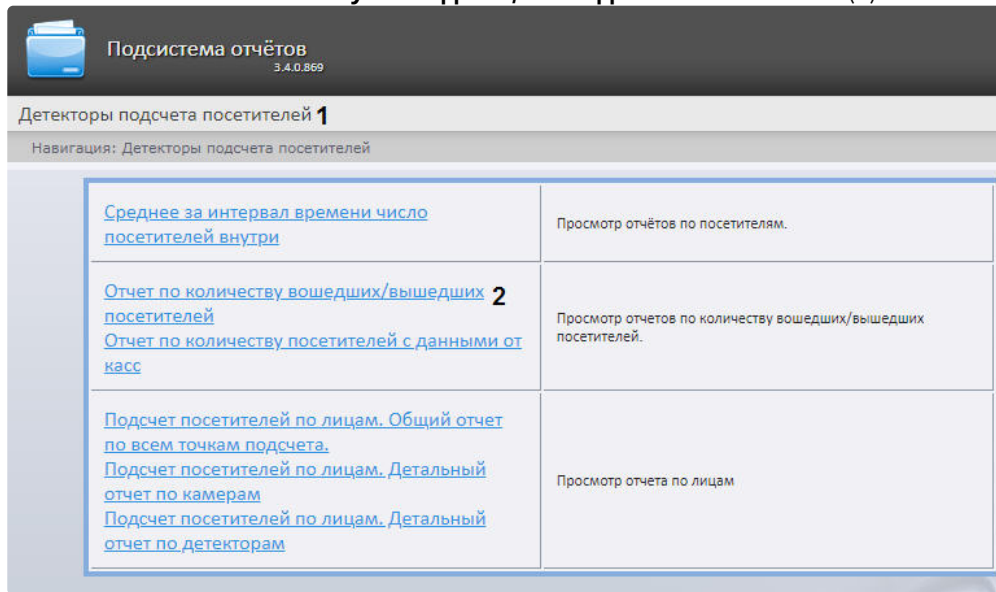 Подсистема отчётов
3.4.0.869
Детекторы подсчета посетителей 1
Навигация: Детекторы подсчета посетителей
Среднее за интервал времени число
посетителей внутри
Просмотр отчётов по посетителям.
Отчет по количеству вошедших/вышедших 2
посетителей
Отчет по количеству посетителей с данными от
касс
Просмотр отчетов по количеству вошедших/вышедших
посетителей.
Подсчет посетителей по лицам. Общий отчет
по всем точкам подсчета.
Подсчет посетителей по лицам. Детальный
отчет по камерам
Подсчет посетителей по лицам. Детальный
отчет по детекторам
Просмотр отчета по лицам